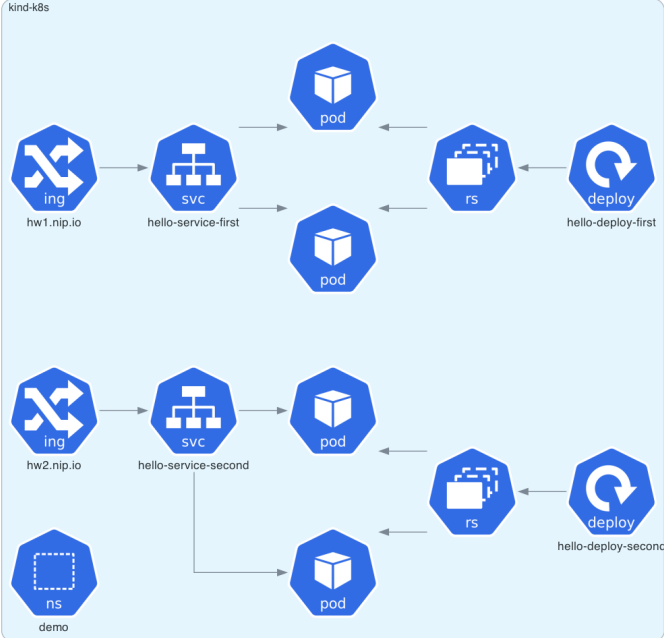 kind-k8s
pod
ing
svc
rs
deploy
hw1.nip.io
hello-service-first
hello-deploy-first
pod
ing
svc
pod
hw2.nip.io
hello-service-second
rs
deploy
hello-deploy-second
ns
pod
demo